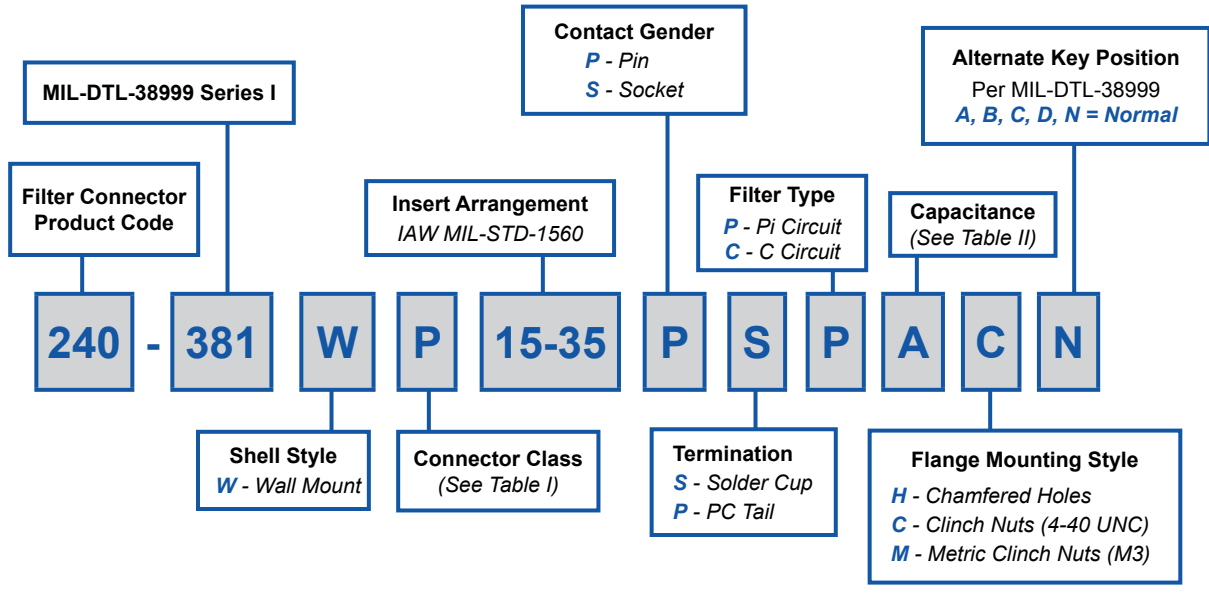 Contact Gender
P - Pin
S - Socket
Alternate Key Position
Per MIL-DTL-38999
A, B, C, D, N = Normal
MIL-DTL-38999 Series I
Filter Connector
Product Code
Insert Arrangement
IAW MIL-STD-1560
Filter Type
P - Pi Circuit
C - C Circuit
Capacitance
(See Table II)
240 - 381 W P 15-35 P S P A C N
Shell Style
W - Wall Mount
Connector Class
(See Table I)
Termination
S - Solder Cup
P - PC Tail
Flange Mounting Style
H - Chamfered Holes
C - Clinch Nuts (4-40 UNC)
M - Metric Clinch Nuts (M3)